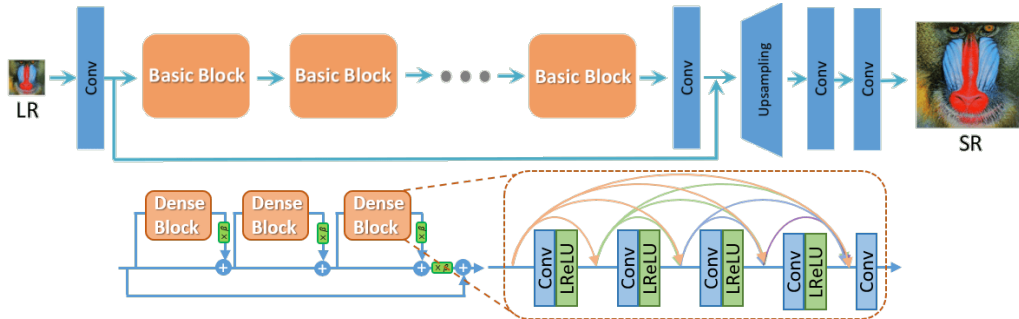 LR
Conv
Basic Block
Basic Block
Basic Block
Conv
Upsampling
Conv
Conv
SR
Dense
Block
× β
Dense
Block
× β
Dense
Block
× β
× β
Conv
LReLU
Conv
LReLU
Conv
LReLU
Conv
LReLU
Conv